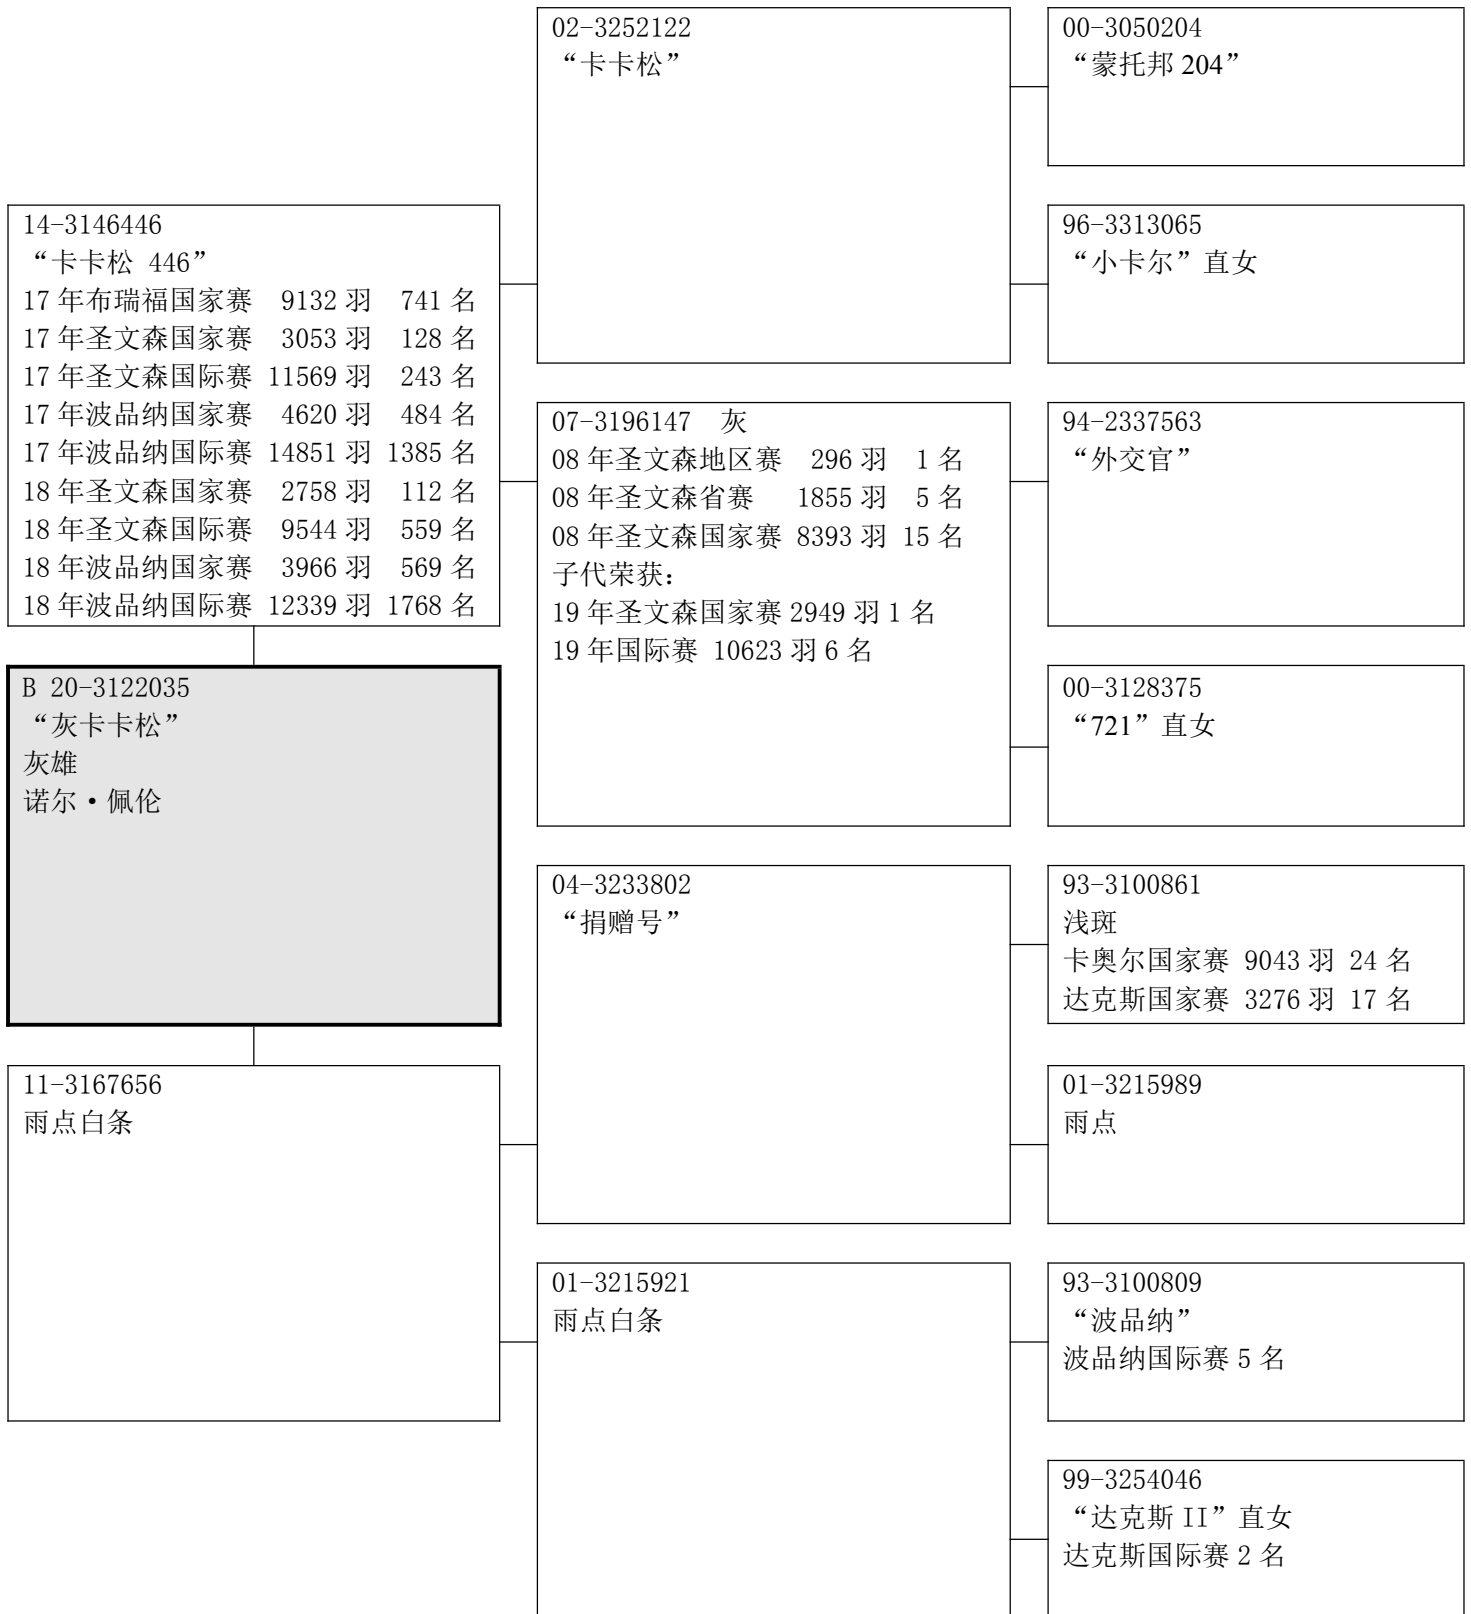 02-3252122
“卡卡松”
00-3050204
“蒙托邦 204”
14-3146446
“卡卡松 446”
17 年布瑞福国家赛 9132 羽 741 名
17 年圣文森国家赛 3053 羽 128 名
17 年圣文森国际赛 11569 羽 243 名
17 年波品纳国家赛 4620 羽 484 名
17 年波品纳国际赛 14851 羽 1385 名
18 年圣文森国家赛 2758 羽 112 名
18 年圣文森国际赛 9544 羽 559 名
18 年波品纳国家赛 3966 羽 569 名
18 年波品纳国际赛 12339 羽 1768 名
96-3313065
“小卡尔”直女
07-3196147 灰
08 年圣文森地区赛 296 羽 1 名
08 年圣文森省赛 1855 羽 5 名
08 年圣文森国家赛 8393 羽 15 名
子代荣获：
19 年圣文森国家赛 2949 羽 1 名
19 年国际赛 10623 羽 6 名
94-2337563
“外交官”
B 20-3122035
“灰卡卡松”
灰雄
诺尔·佩伦
00-3128375
“721”直女
04-3233802
“捐赠号”
93-3100861
浅斑
卡奥尔国家赛 9043 羽 24 名
达克斯国家赛 3276 羽 17 名
11-3167656
雨点白条
01-3215989
雨点
01-3215921
雨点白条
93-3100809
“波品纳”
波品纳国际赛 5 名
99-3254046
“达克斯 II”直女
达克斯国际赛 2 名